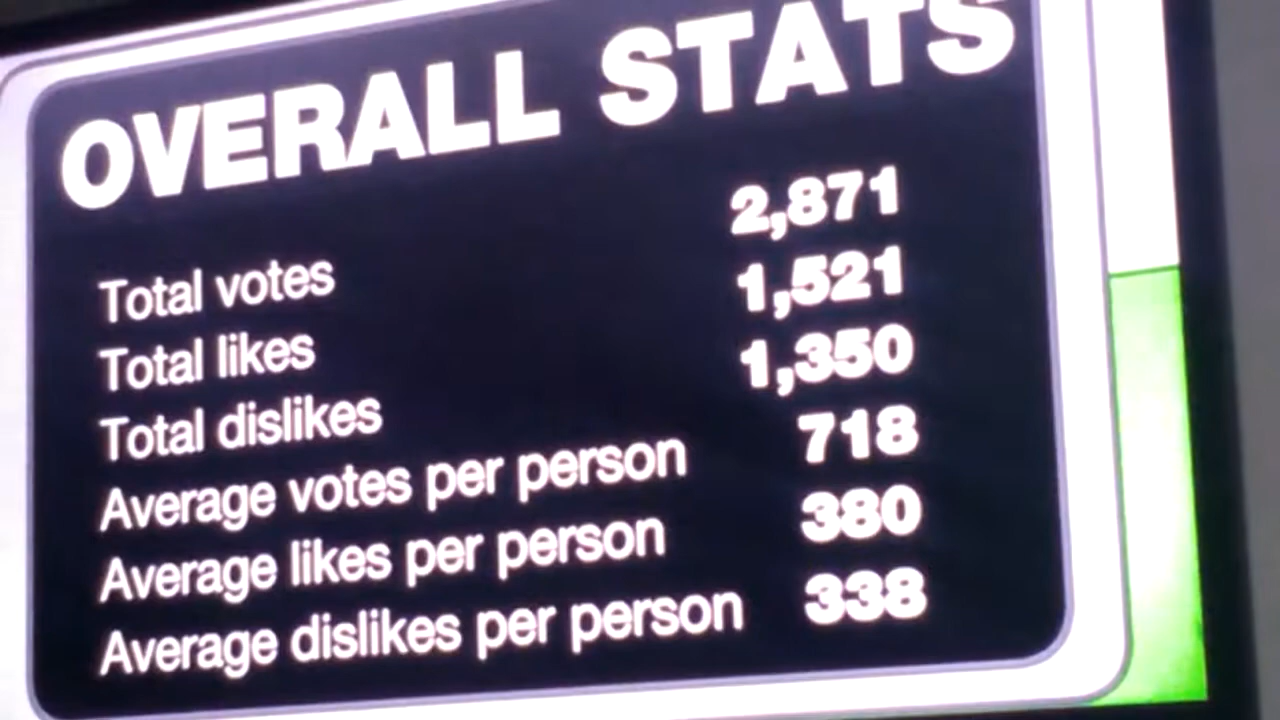 OVERALL STATS
Total votes 2,871
Total likes 1,521
Total dislikes 1,350
Average votes per person 718
Average likes per person 380
Average dislikes per person 338